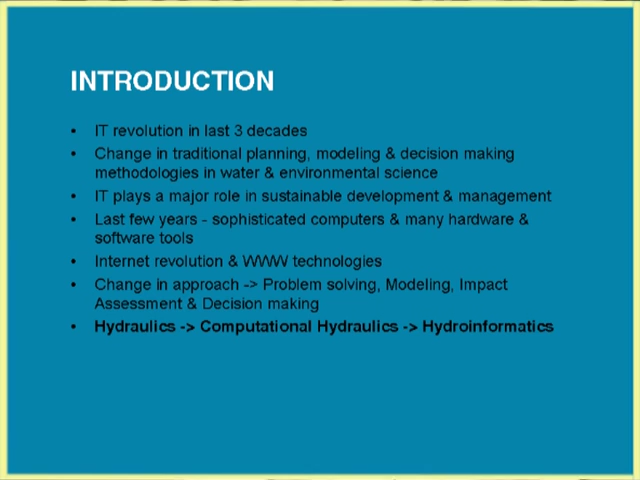 INTRODUCTION
• IT revolution in last 3 decades
• Change in traditional planning, modeling & decision making
methodologies in water & environmental science
• IT plays a major role in sustainable development & management
• Last few years - sophisticated computers & many hardware &
software tools
• Internet revolution & WWW technologies
• Change in approach -> Problem solving, Modeling, Impact
Assessment & Decision making
• Hydraulics -> Computational Hydraulics -> Hydroinformatics